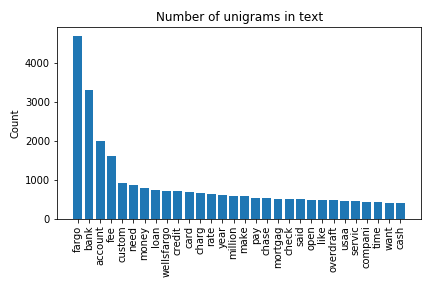 Number of unigrams in text
Count
4000
3000
2000
1000
0
fargo
bank
account
fee
custom
need
money
loan
wellsfargo
credit
card
charg
rate
year
million
make
pay
chase
mortgag
check
said
open
like
overdraft
usaa
servic
compani
time
want
cash